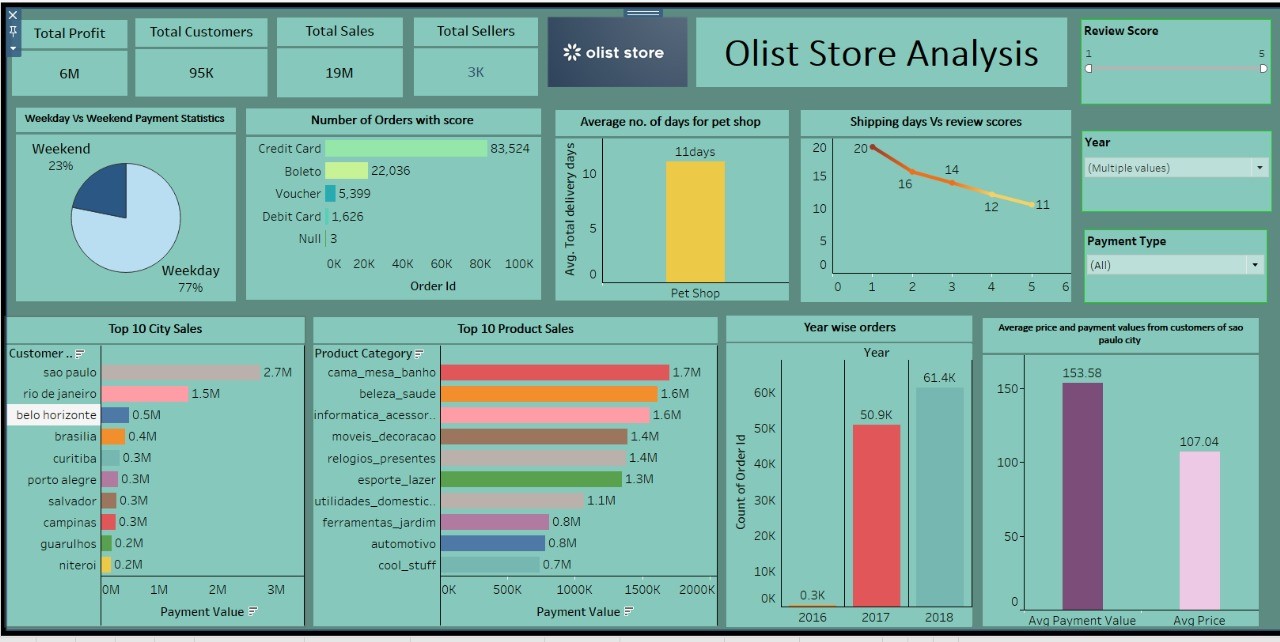 Total Profit
6M
Total Customers
95K
Total Sales
19M
Total Sellers
3K
olist store
Olist Store Analysis
Review Score
1 5
Weekday Vs Weekend Payment Statistics
Weekend
23%
Weekday
77%
Number of Orders with score
Credit Card 83,524
Boleto 22,036
Voucher 5,399
Debit Card 1,626
Null 3
0K 20K 40K 60K 80K 100K
Order Id
Average no. of days for pet shop
Avg. Total delivery days
11days
10
5
0
Pet Shop
Shipping days Vs review scores
20
15
10
5
0
20
16
14
12
11
0 1 2 3 4 5 6
Year
(Multiple values)
Payment Type
(All)
Top 10 City Sales
Customer ..
sao paulo 2.7M
rio de janeiro 1.5M
belo horizonte 0.5M
brasilia 0.4M
curitiba 0.3M
porto alegre 0.3M
salvador 0.3M
campinas 0.3M
guarulhos 0.2M
niteroi 0.2M
0M 1M 2M 3M
Payment Value
Top 10 Product Sales
Product Category
cama_mesa_banho 1.7M
beleza_saude 1.6M
informatica_acessor.. 1.6M
moveis_decoracao 1.4M
relogios_presentes 1.4M
esporte_lazer 1.3M
utilidades_domestic.. 1.1M
ferramentas_jardim 0.8M
automotivo 0.8M
cool_stuff 0.7M
0K 500K 1000K 1500K 2000K
Payment Value
Year wise orders
Year
Count of Order Id
60K
50K
40K
30K
20K
10K
0K
0.3K
50.9K
61.4K
2016 2017 2018
Average price and payment values from customers of sao
paulo city
150
100
50
0
153.58
107.04
Avg Payment Value Avg Price